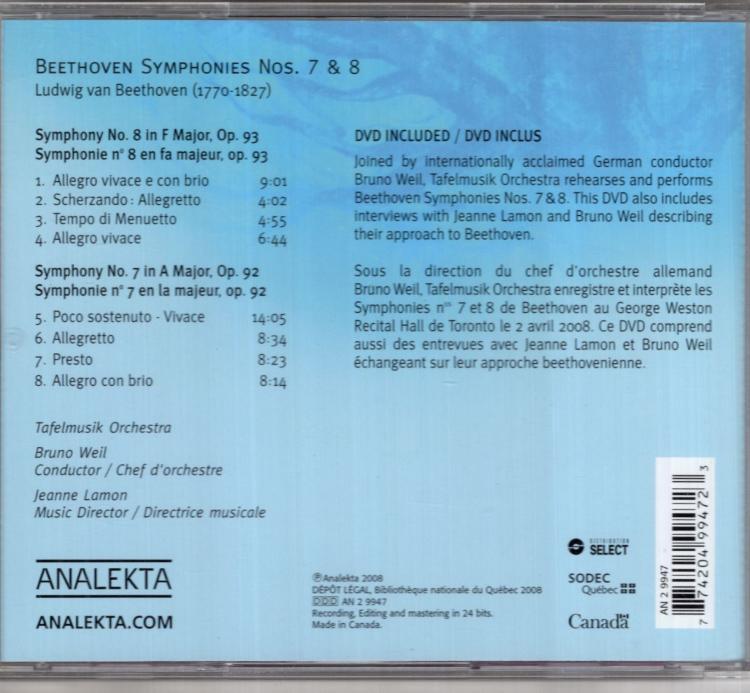 BEETHOVEN SYMPHONIES NOS. 7 & 8
Ludwig van Beethoven (1770-1827)
Symphony No. 8 in F Major, Op. 93
Symphonie n° 8 en fa majeur, op. 93
1. Allegro vivace e con brio 9:01
2. Scherzando: Allegretto 4:02
3. Tempo di Menuetto 4:55
4. Allegro vivace 6:44
Symphony No. 7 in A Major, Op. 92
Symphonie n° 7 en la majeur, op. 92
5. Poco sostenuto - Vivace 14:05
6. Allegretto 8:34
7. Presto 8:23
8. Allegro con brio 8:14
Tafelmusik Orchestra
Bruno Weil
Conductor / Chef d'orchestre
Jeanne Lamon
Music Director / Directrice musicale
ANALEKTA
ANALEKTA.COM
DVD INCLUDED / DVD INCLUS
Joined by internationally acclaimed German conductor
Bruno Weil, Tafelmusik Orchestra rehearses and performs
Beethoven Symphonies Nos. 7 & 8. This DVD also includes
interviews with Jeanne Lamon and Bruno Weil describing
their approach to Beethoven.
Sous la direction du chef d'orchestre allemand
Bruno Weil, Tafelmusik Orchestra enregistre et interprète les
Symphonies nos 7 et 8 de Beethoven au George Weston
Recital Hall de Toronto le 2 avril 2008. Ce DVD comprend
aussi des entrevues avec Jeanne Lamon et Bruno Weil
échangeant sur leur approche beethovenienne.
℗Analekta 2008
DÉPÔT LÉGAL, Bibliothèque nationale du Québec 2008
DDD AN 2 9947
Recording, Editing and mastering in 24 bits.
Made in Canada.
DISTRIBUTION
SELECT
SODEC
Québec
Canada
AN 2 9947
7 74204 99472 3